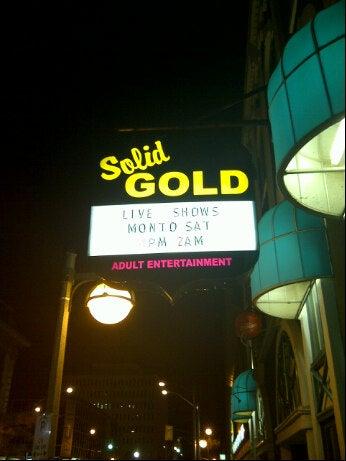 Solid
GOLD
LIVE SHOWS
MONTO SAT
PM 2AM
ADULT ENTERTAINMENT